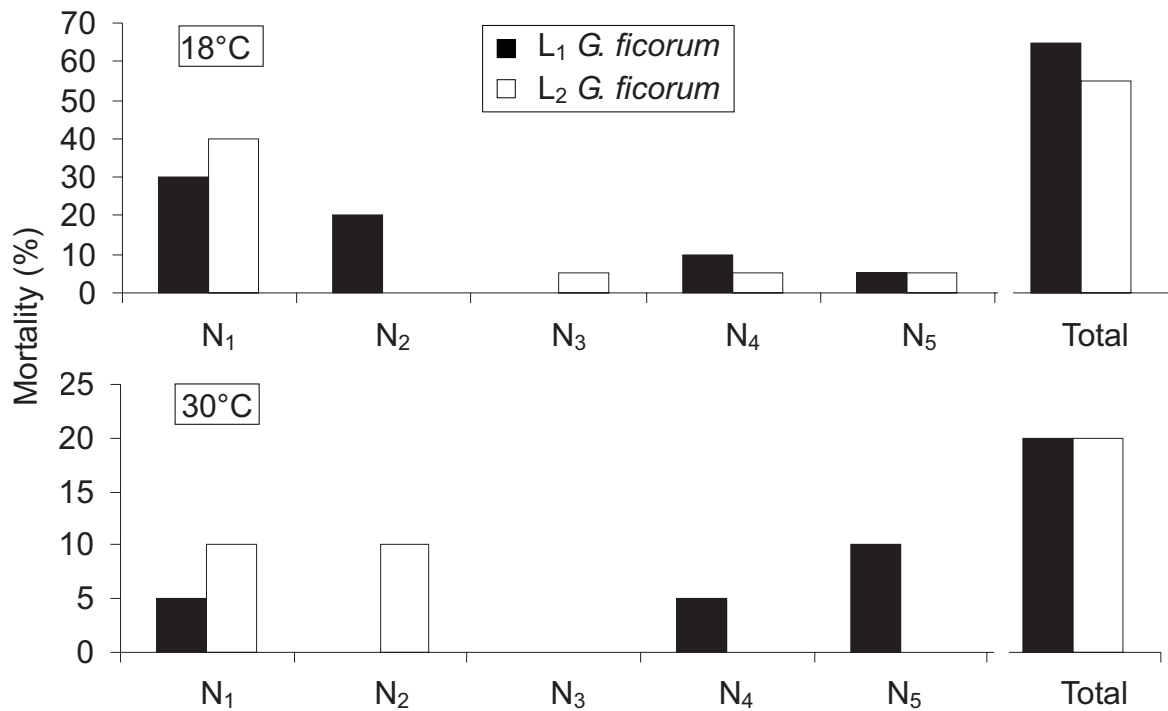 Mortality (%)
18°C
L₁ G. ficorum
L₂ G. ficorum
70
60
50
40
30
20
10
0
N₁ N₂ N₃ N₄ N₅ Total
30°C
25
20
15
10
5
0
N₁ N₂ N₃ N₄ N₅ Total